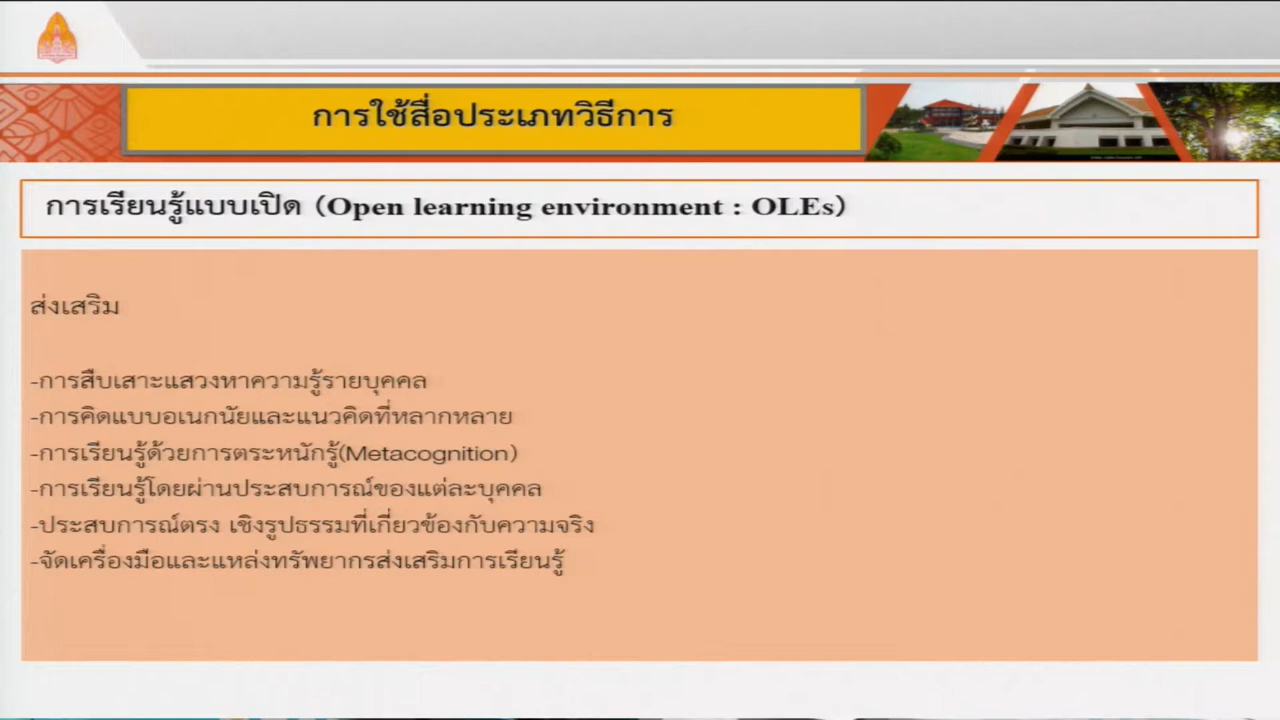 การใช้สื่อประเภทวิธีการ
การเรียนรู้แบบเปิด (Open learning environment : OLEs)
ส่งเสริม
-การสืบเสาะแสวงหาความรู้รายบุคคล
-การคิดแบบอเนกนัยและแนวคิดที่หลากหลาย
-การเรียนรู้ด้วยการตระหนักรู้(Metacognition)
-การเรียนรู้โดยผ่านประสบการณ์ของแต่ละบุคคล
-ประสบการณ์ตรง เชิงรูปธรรมที่เกี่ยวข้องกับความจริง
-จัดเครื่องมือและแหล่งทรัพยากรส่งเสริมการเรียนรู้